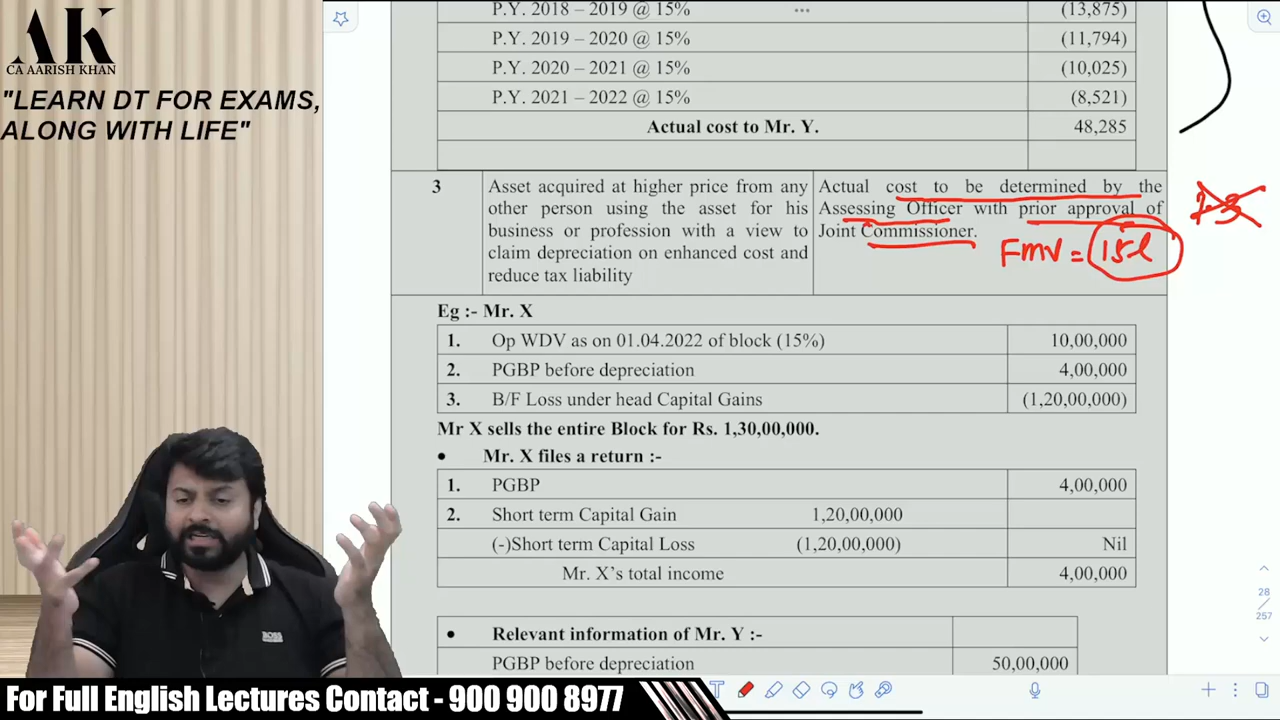 AK
CA AARISH KHAN
"LEARN DT FOR EXAMS,
ALONG WITH LIFE"
P.Y. 2018 – 2019 @ 15% (13,875)
P.Y. 2019 – 2020 @ 15% (11,794)
P.Y. 2020 – 2021 @ 15% (10,025)
P.Y. 2021 – 2022 @ 15% (8,521)
Actual cost to Mr. Y. 48,285
3 Asset acquired at higher price from any Actual cost to be determined by the
other person using the asset for his Assessing Officer with prior approval of
business or profession with a view to Joint Commissioner.
claim depreciation on enhanced cost and FMV = 15l
reduce tax liability
Eg :- Mr. X
1. Op WDV as on 01.04.2022 of block (15%) 10,00,000
2. PGBP before depreciation 4,00,000
3. B/F Loss under head Capital Gains (1,20,00,000)
Mr X sells the entire Block for Rs. 1,30,00,000.
• Mr. X files a return :-
1. PGBP 4,00,000
2. Short term Capital Gain 1,20,00,000
(-)Short term Capital Loss (1,20,00,000) Nil
Mr. X's total income 4,00,000
• Relevant information of Mr. Y :-
PGBP before depreciation 50,00,000
28
/
257
For Full English Lectures Contact - 900 900 8977